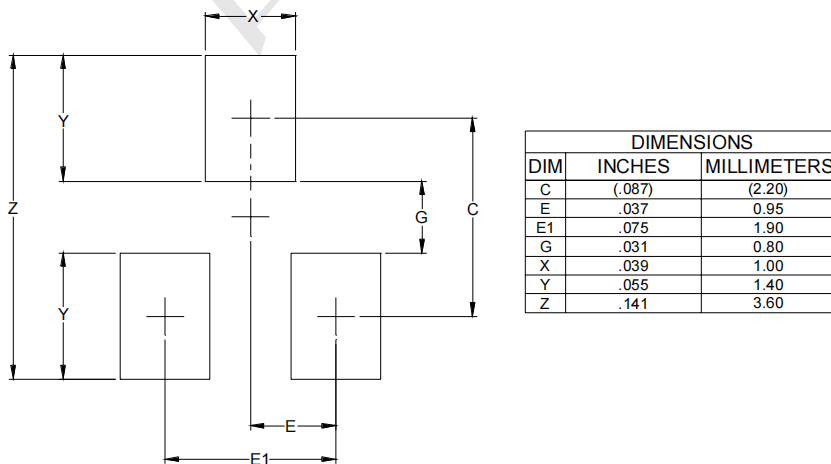 X
Y
Z
G
C
Y
E
E1
DIMENSIONS
DIM INCHES MILLIMETERS
C (.087) (2.20)
E .037 0.95
E1 .075 1.90
G .031 0.80
X .039 1.00
Y .055 1.40
Z .141 3.60